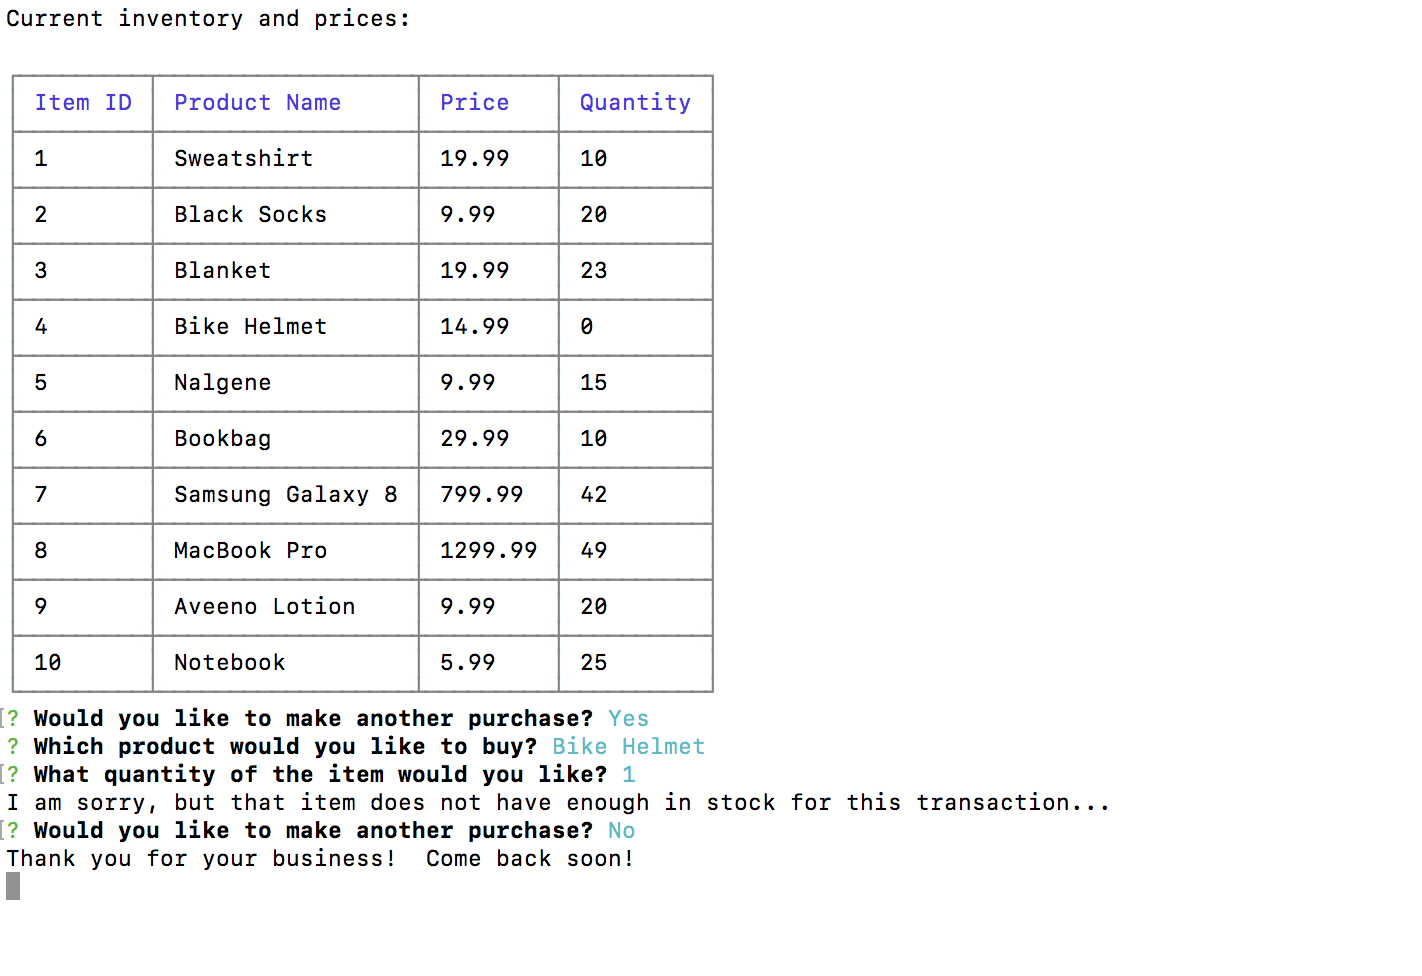 Current inventory and prices:
Item ID Product Name Price Quantity
1 Sweatshirt 19.99 10
2 Black Socks 9.99 20
3 Blanket 19.99 23
4 Bike Helmet 14.99 0
5 Nalgene 9.99 15
6 Bookbag 29.99 10
7 Samsung Galaxy 8 799.99 42
8 MacBook Pro 1299.99 49
9 Aveeno Lotion 9.99 20
10 Notebook 5.99 25
[? Would you like to make another purchase? Yes
? Which product would you like to buy? Bike Helmet
[? What quantity of the item would you like? 1
I am sorry, but that item does not have enough in stock for this transaction...
[? Would you like to make another purchase? No
Thank you for your business!  Come back soon!